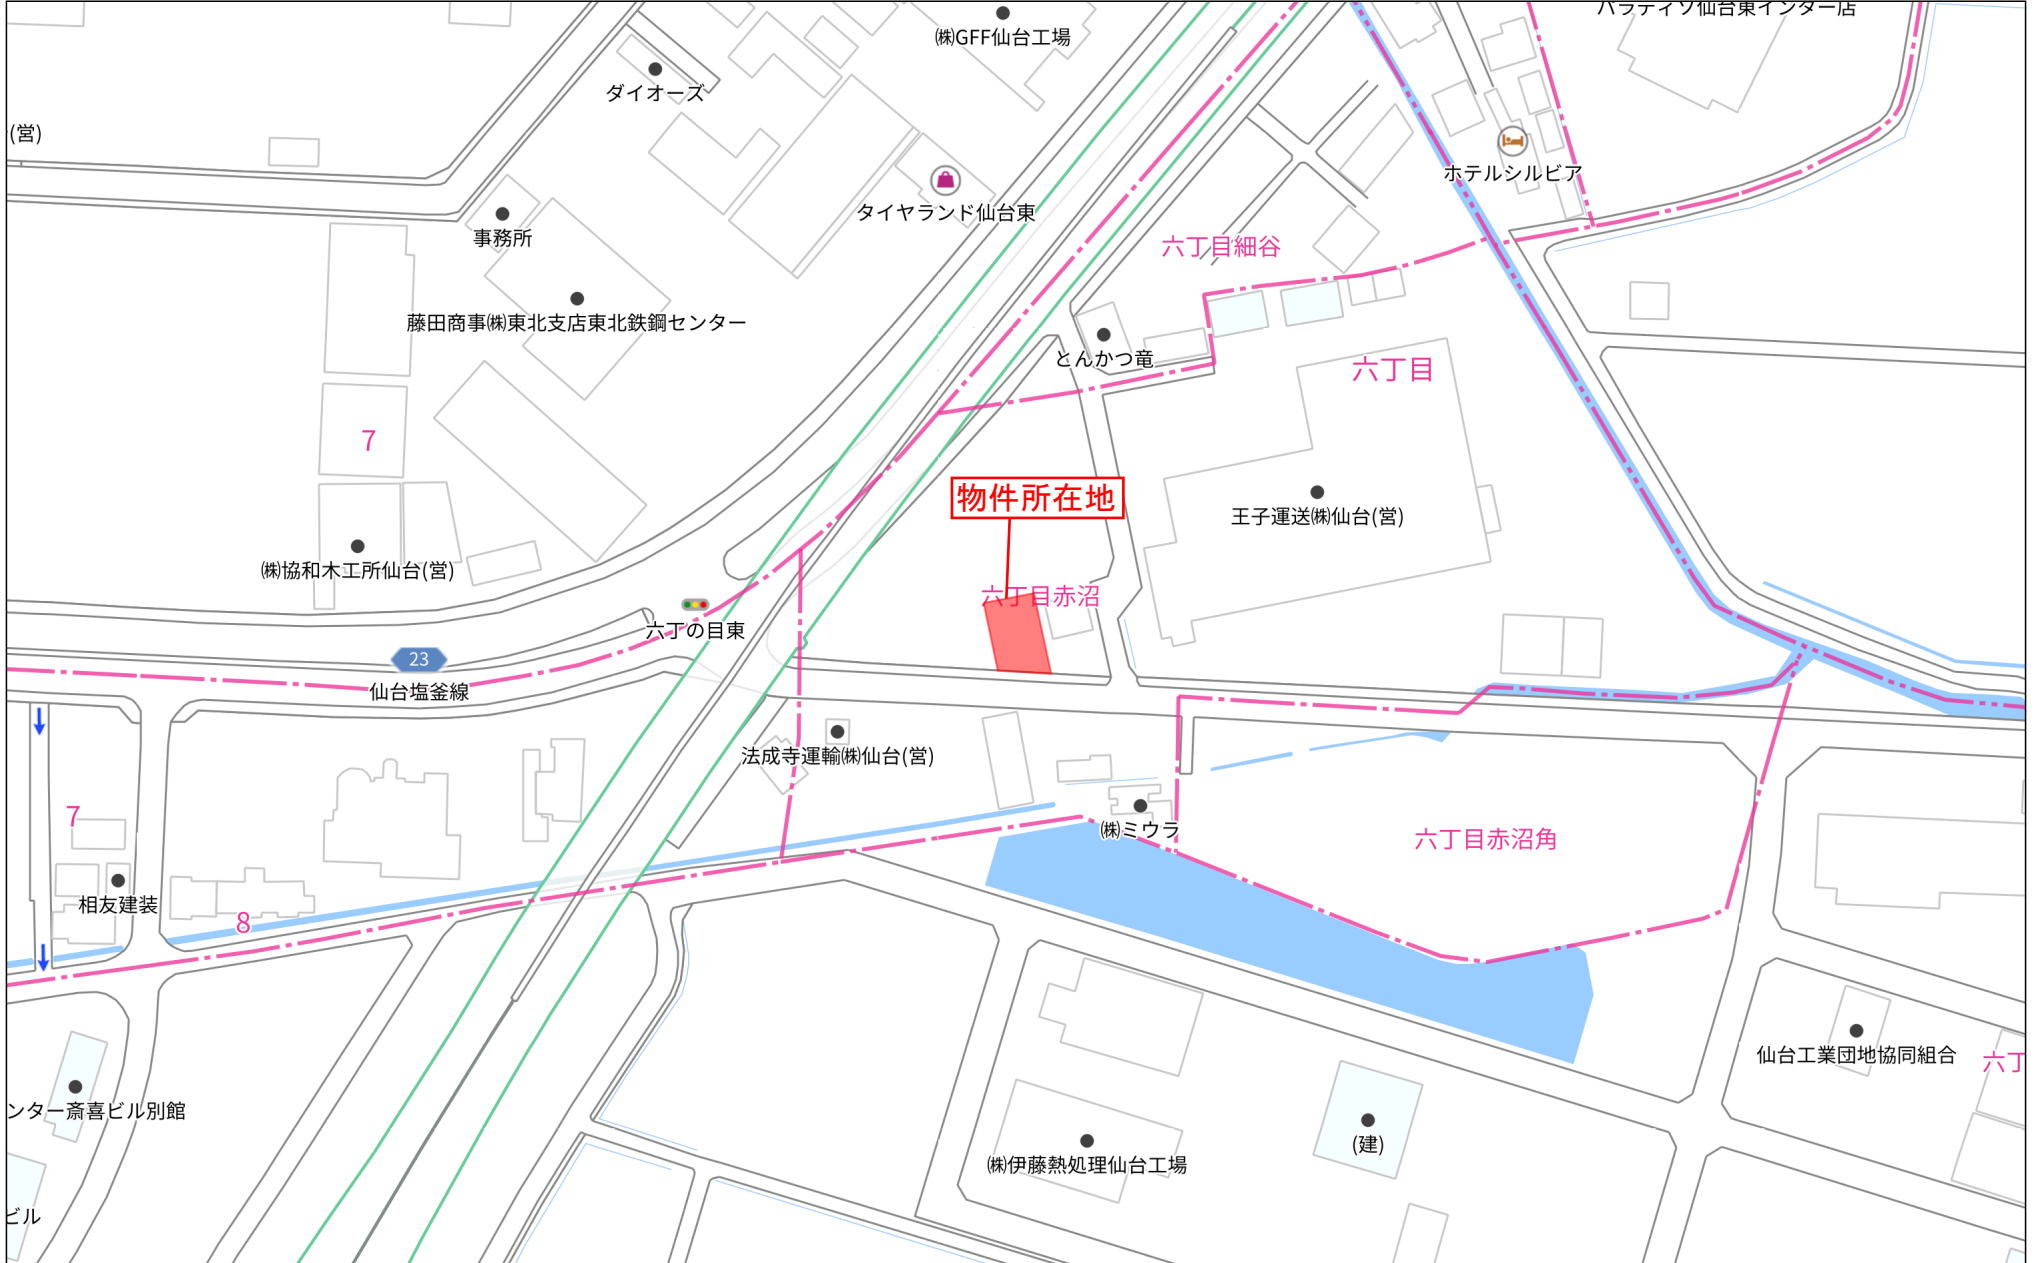 パラディソ仙台東インター店
㈱GFF仙台工場
ダイオーズ
(営)
ホテルシルビア
タイヤランド仙台東
事務所
六丁目細谷
藤田商事㈱東北支店東北鉄鋼センター
とんかつ竜
六丁目
7
物件所在地
王子運送㈱仙台(営)
㈱協和木工所仙台(営)
六丁目赤沼
六丁の目東
23
仙台塩釜線
法成寺運輸㈱仙台(営)
7
㈱ミウラ
六丁目赤沼角
相友建装
8
仙台工業団地協同組合
六丁
ンター斎喜ビル別館
(建)
㈱伊藤熱処理仙台工場
ビル